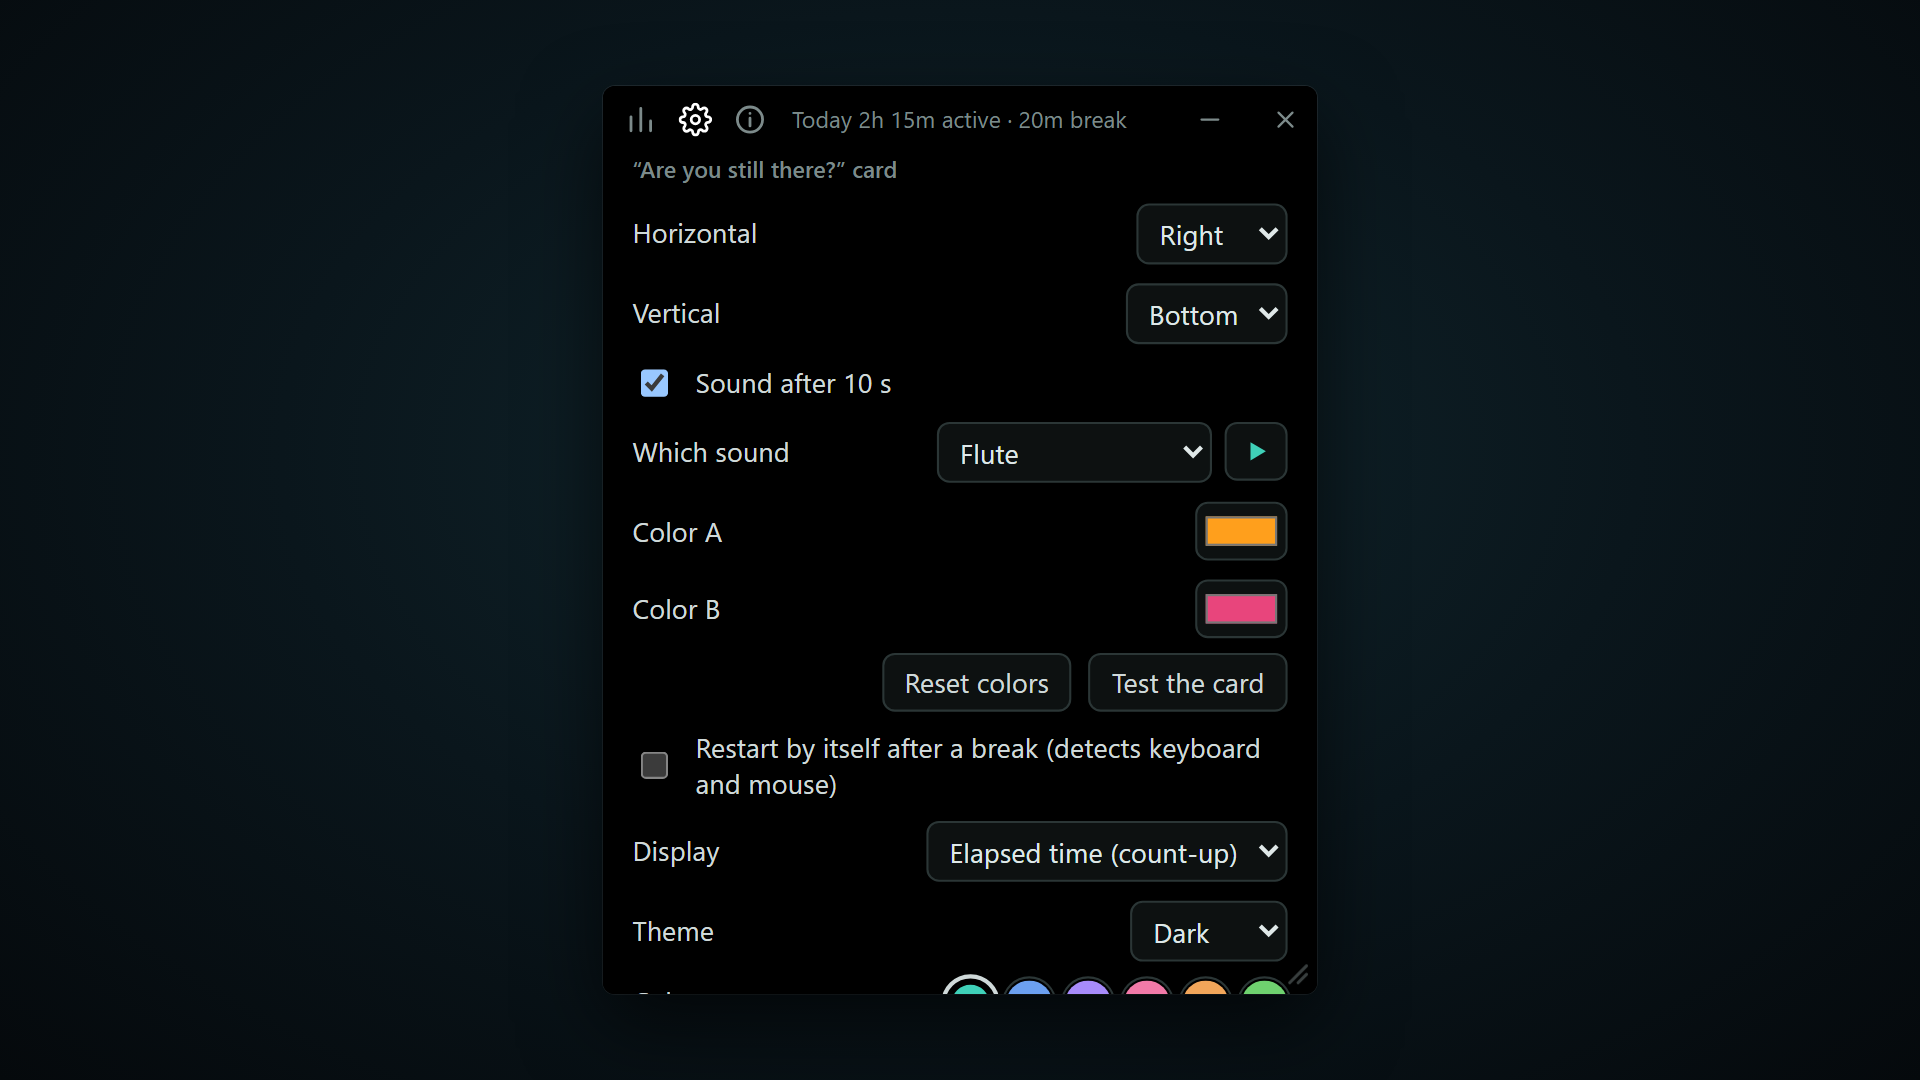 Today 2h 15m active · 20m break
“Are you still there?” card
Horizontal
Right
Vertical
Bottom
Sound after 10 s
Which sound
Flute
Color A
Color B
Reset colors
Test the card
Restart by itself after a break (detects keyboard
and mouse)
Display
Elapsed time (count-up)
Theme
Dark